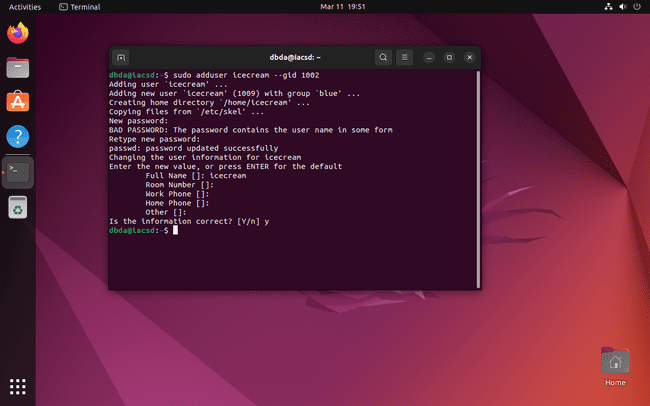 Activities
Terminal
Mar 11 19:51
dbda@iacsd: ~
dbda@iacsd:~$ sudo adduser icecream --gid 1002
Adding user `icecream' ...
Adding new user `icecream' (1009) with group `blue' ...
Creating home directory `/home/icecream' ...
Copying files from `/etc/skel' ...
New password:
BAD PASSWORD: The password contains the user name in some form
Retype new password:
passwd: password updated successfully
Changing the user information for icecream
Enter the new value, or press ENTER for the default
Full Name []: icecream
Room Number []:
Work Phone []:
Home Phone []:
Other []:
Is the information correct? [Y/n] y
dbda@iacsd:~$
Home